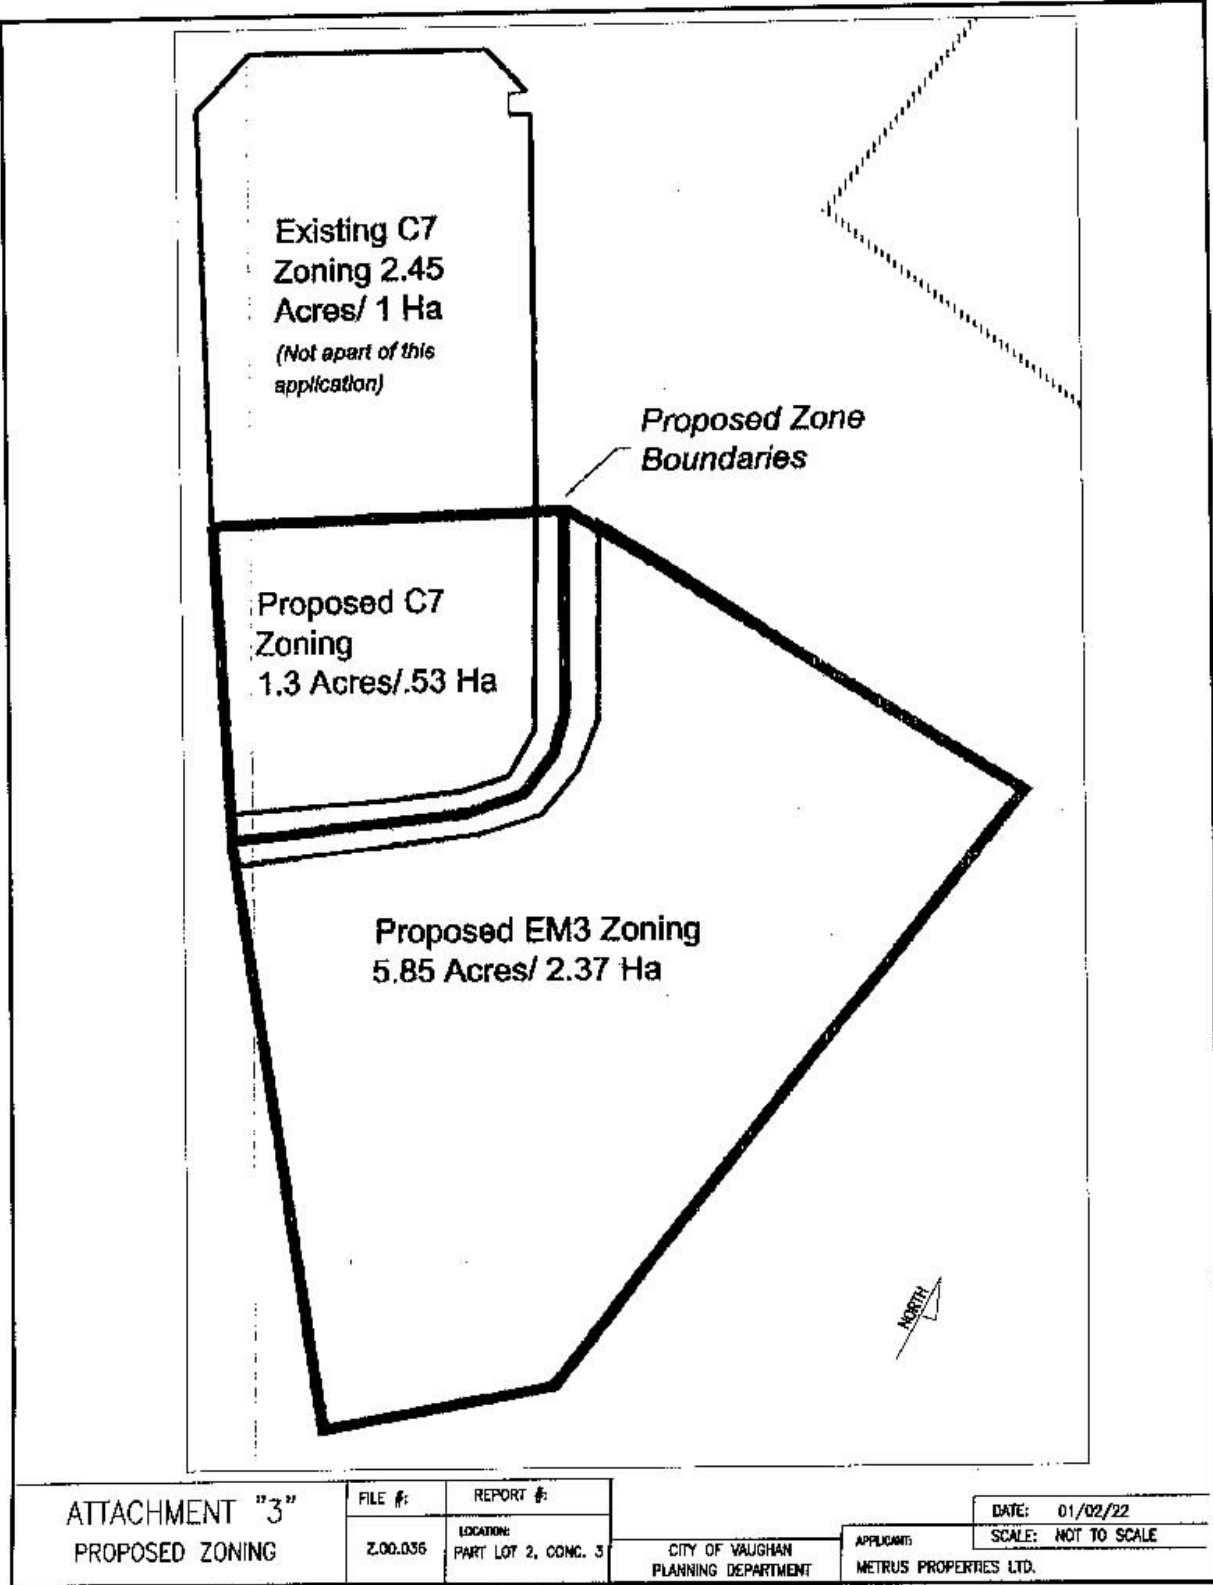 Existing C7
Zoning 2.45
Acres/ 1 Ha
(Not apart of this
application)
Proposed Zone
Boundaries
Proposed C7
Zoning
1.3 Acres/.53 Ha
Proposed EM3 Zoning
5.85 Acres/ 2.37 Ha
NORTH
ATTACHMENT "3"
PROPOSED ZONING
FILE #:
Z.00.036
REPORT #:
LOCATION:
PART LOT 2, CONC. 3
CITY OF VAUGHAN
PLANNING DEPARTMENT
APPLICANT:
METRUS PROPERTIES LTD.
DATE: 01/02/22
SCALE: NOT TO SCALE